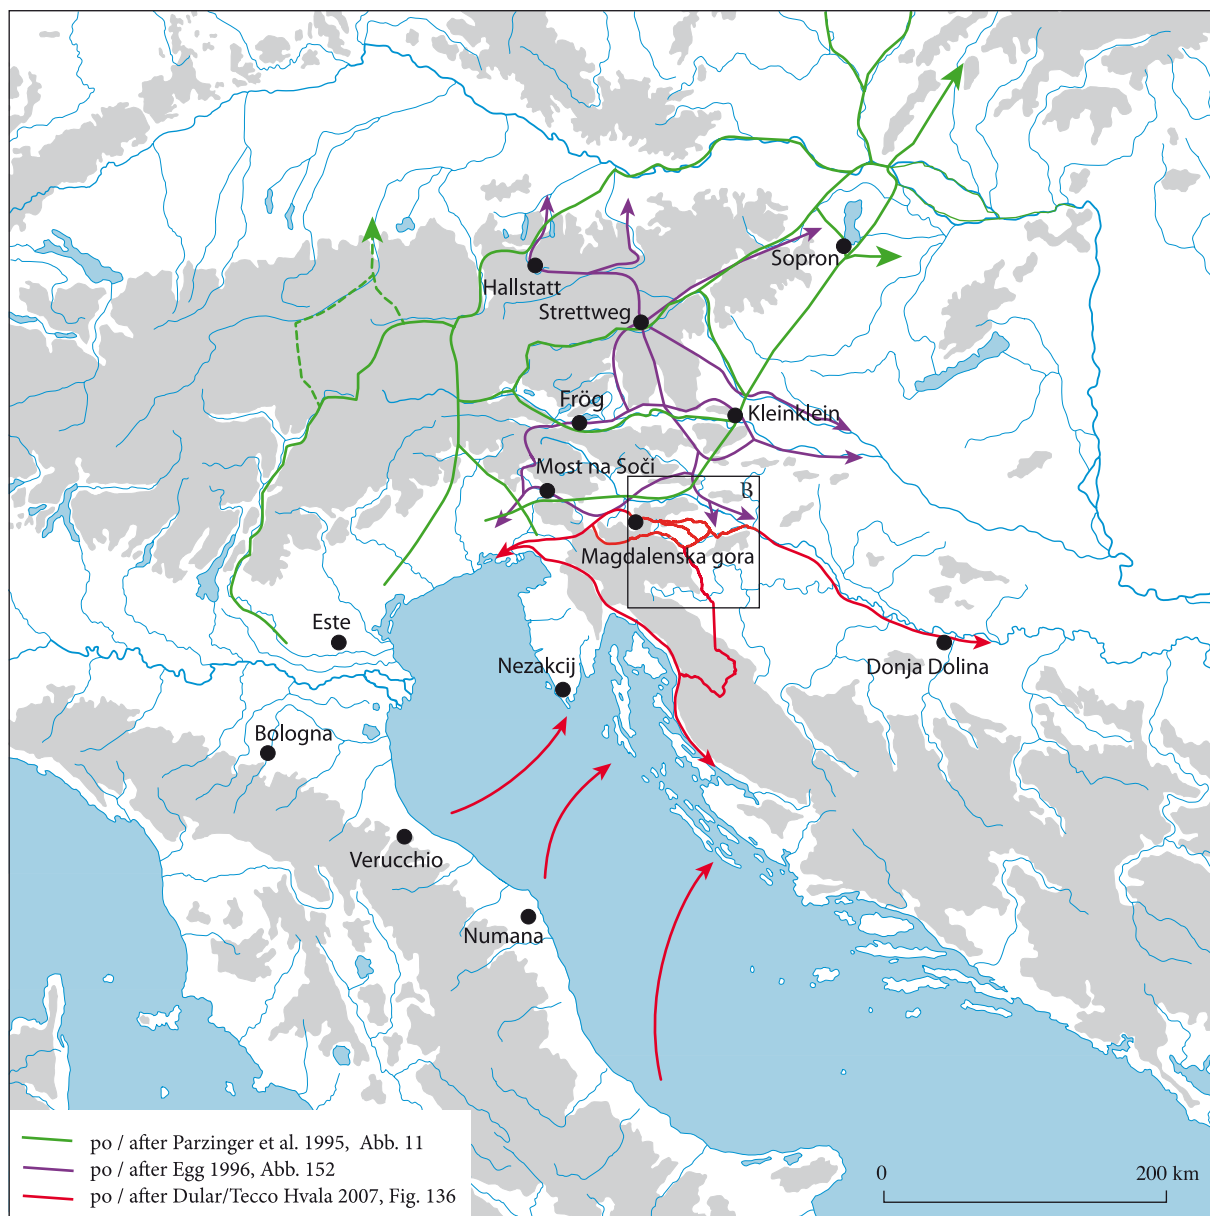 Sopron
Hallstatt
Strettweg
Frög
Kleinklein
Most na Soči
B
Magdalenska gora
Este
Nezakcij
Donja Dolina
Bologna
Verucchio
Numana
po / after Parzinger et al. 1995, Abb. 11
po / after Egg 1996, Abb. 152
po / after Dular/Tecco Hvala 2007, Fig. 136
0 200 km